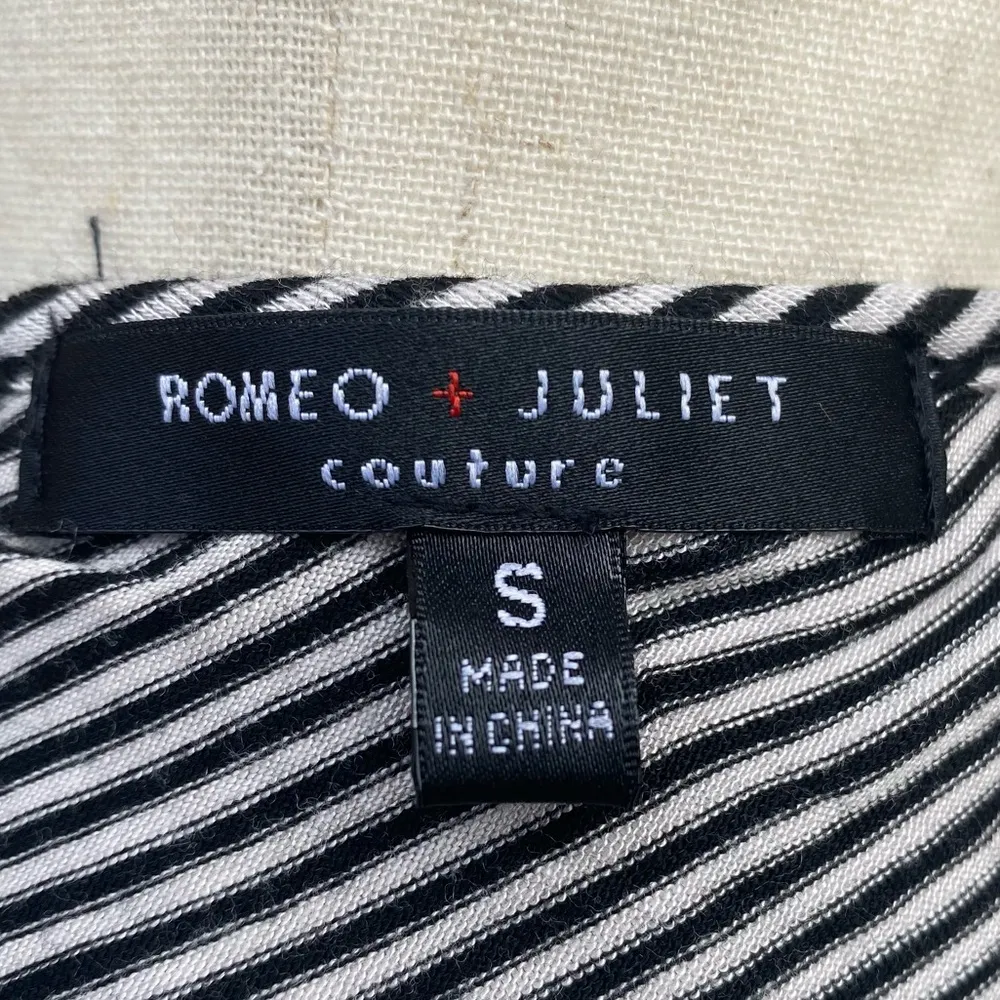 ROMEO + JULIET
couture
S
MADE
IN CHINA